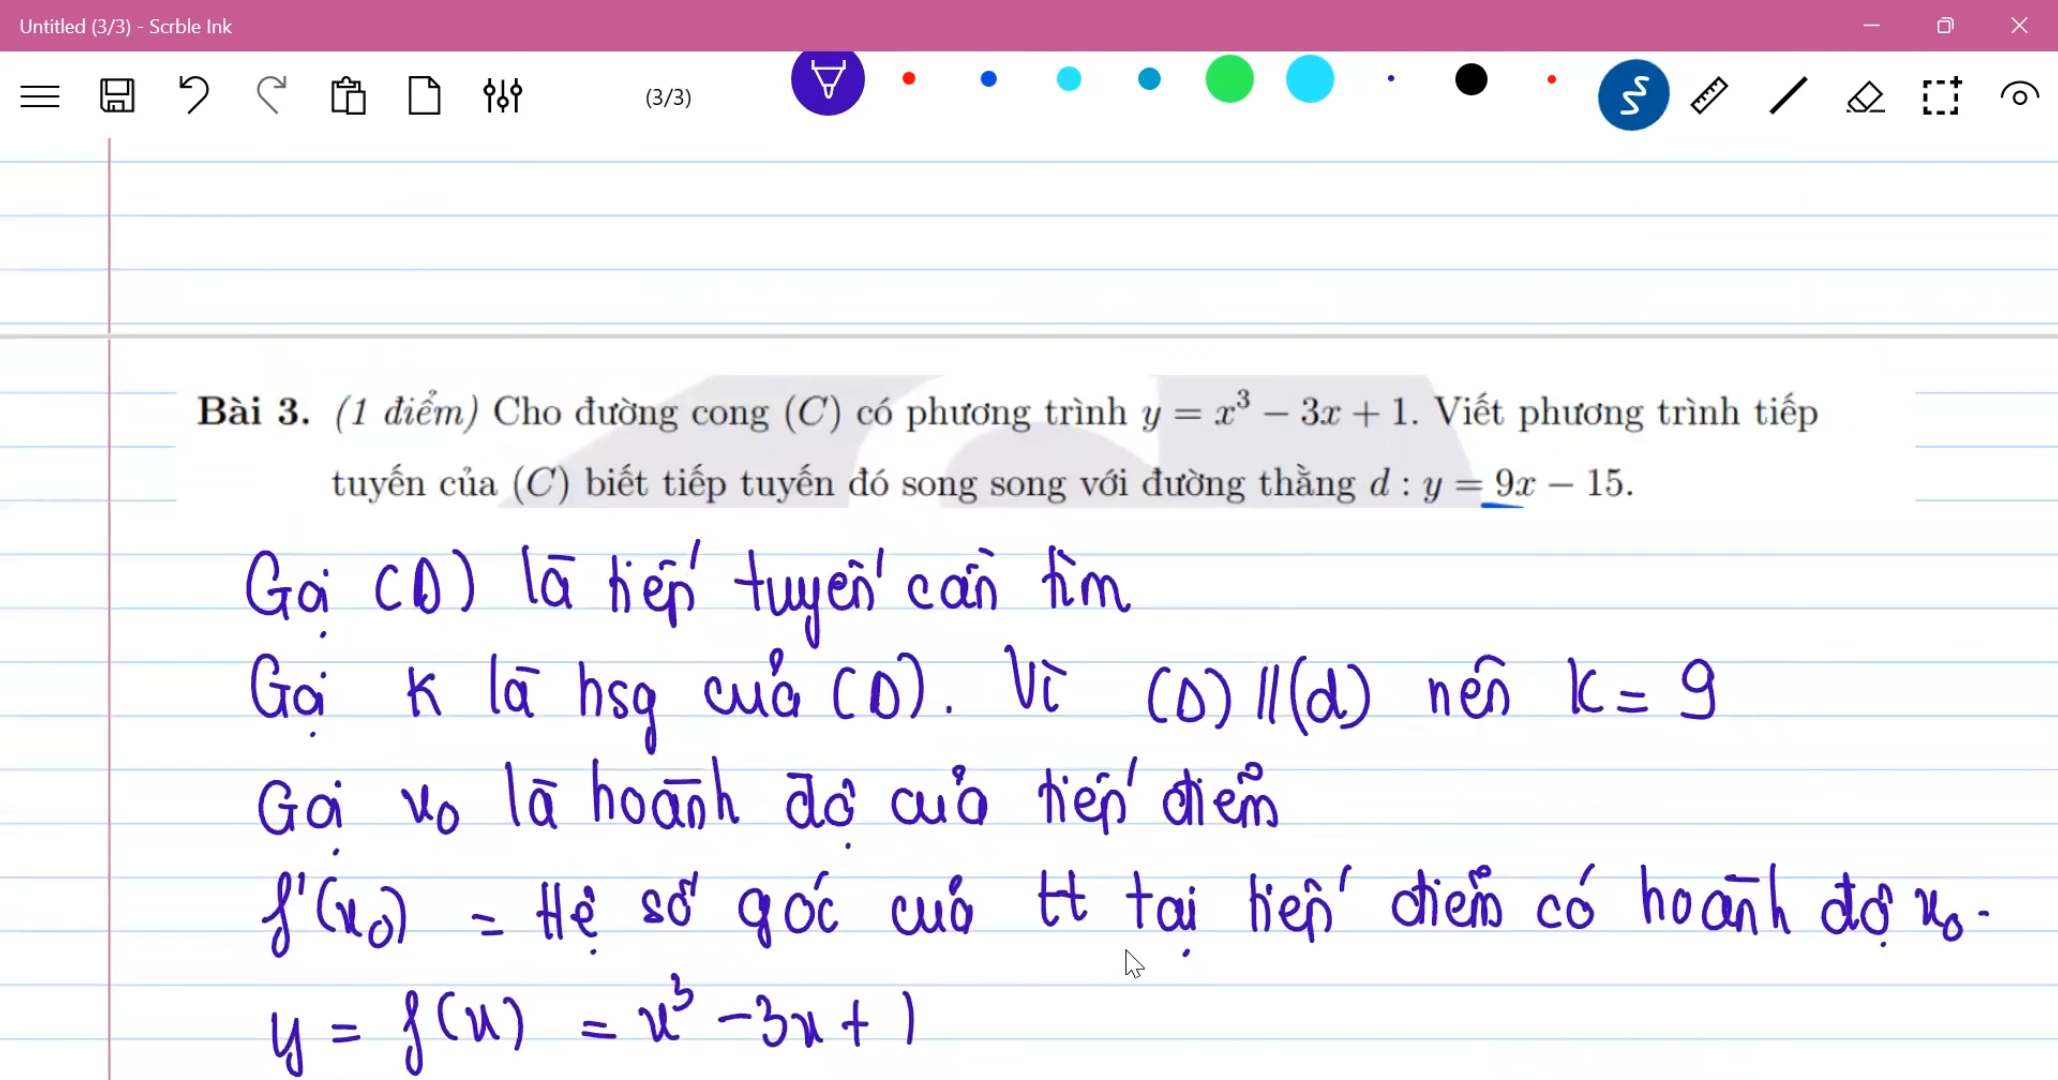 Untitled (3/3) - Scrble Ink
(3/3)
Bài 3. (1 điểm) Cho đường cong (C) có phương trình y = x³ − 3x + 1. Viết phương trình tiếp
tuyến của (C) biết tiếp tuyến đó song song với đường thẳng d : y = 9x − 15.
Gọi (D) là tiếp tuyến cần tìm
Gọi k là hsg của (D). Vì (D) // (d) nên k = 9
Gọi x₀ là hoành độ của tiếp điểm
f'(x₀) = Hệ số góc của tt tại tiếp điểm có hoành độ x₀.
y = f(x) = x³ − 3x + 1